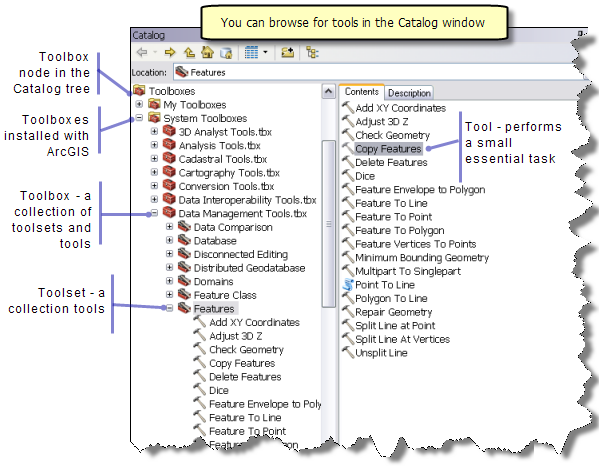 You can browse for tools in the Catalog window
Catalog
Location: Features
Toolbox
node in the
Catalog tree
Toolboxes
installed with
ArcGIS
Toolbox - a
collection of
toolsets and
tools
Toolset - a
collection tools
Toolboxes
My Toolboxes
System Toolboxes
3D Analyst Tools.tbx
Analysis Tools.tbx
Cadastral Tools.tbx
Cartography Tools.tbx
Conversion Tools.tbx
Data Interoperability Tools.tbx
Data Management Tools.tbx
Data Comparison
Database
Disconnected Editing
Distributed Geodatabase
Domains
Feature Class
Features
Add XY Coordinates
Adjust 3D Z
Check Geometry
Copy Features
Delete Features
Dice
Feature Envelope to Poly
Feature To Line
Feature To Point
Contents Description
Add XY Coordinates
Adjust 3D Z
Check Geometry
Copy Features
Delete Features
Dice
Feature Envelope to Polygon
Feature To Line
Feature To Point
Feature To Polygon
Feature Vertices To Points
Minimum Bounding Geometry
Multipart To Singlepart
Point To Line
Polygon To Line
Repair Geometry
Split Line at Point
Split Line At Vertices
Unsplit Line
Tool - performs
a small
essential task